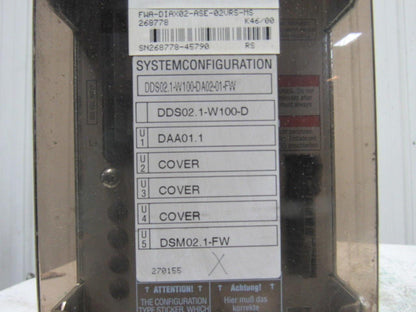 FWA-DIAX02-ASE-02VRS-MS
268778 K46/00
SN268778-45790 RS
SYSTEMCONFIGURATION
DDS02.1-W100-DA02-01-FW
DDS02.1-W100-D
U1 DAA01.1
U2 COVER
U3 COVER
U4 COVER
U5 DSM02.1-FW
270155 X
ATTENTION! Achtung!
THE CONFIGURATION Hier muß das
TYPE STICKER, WHICH korrekte